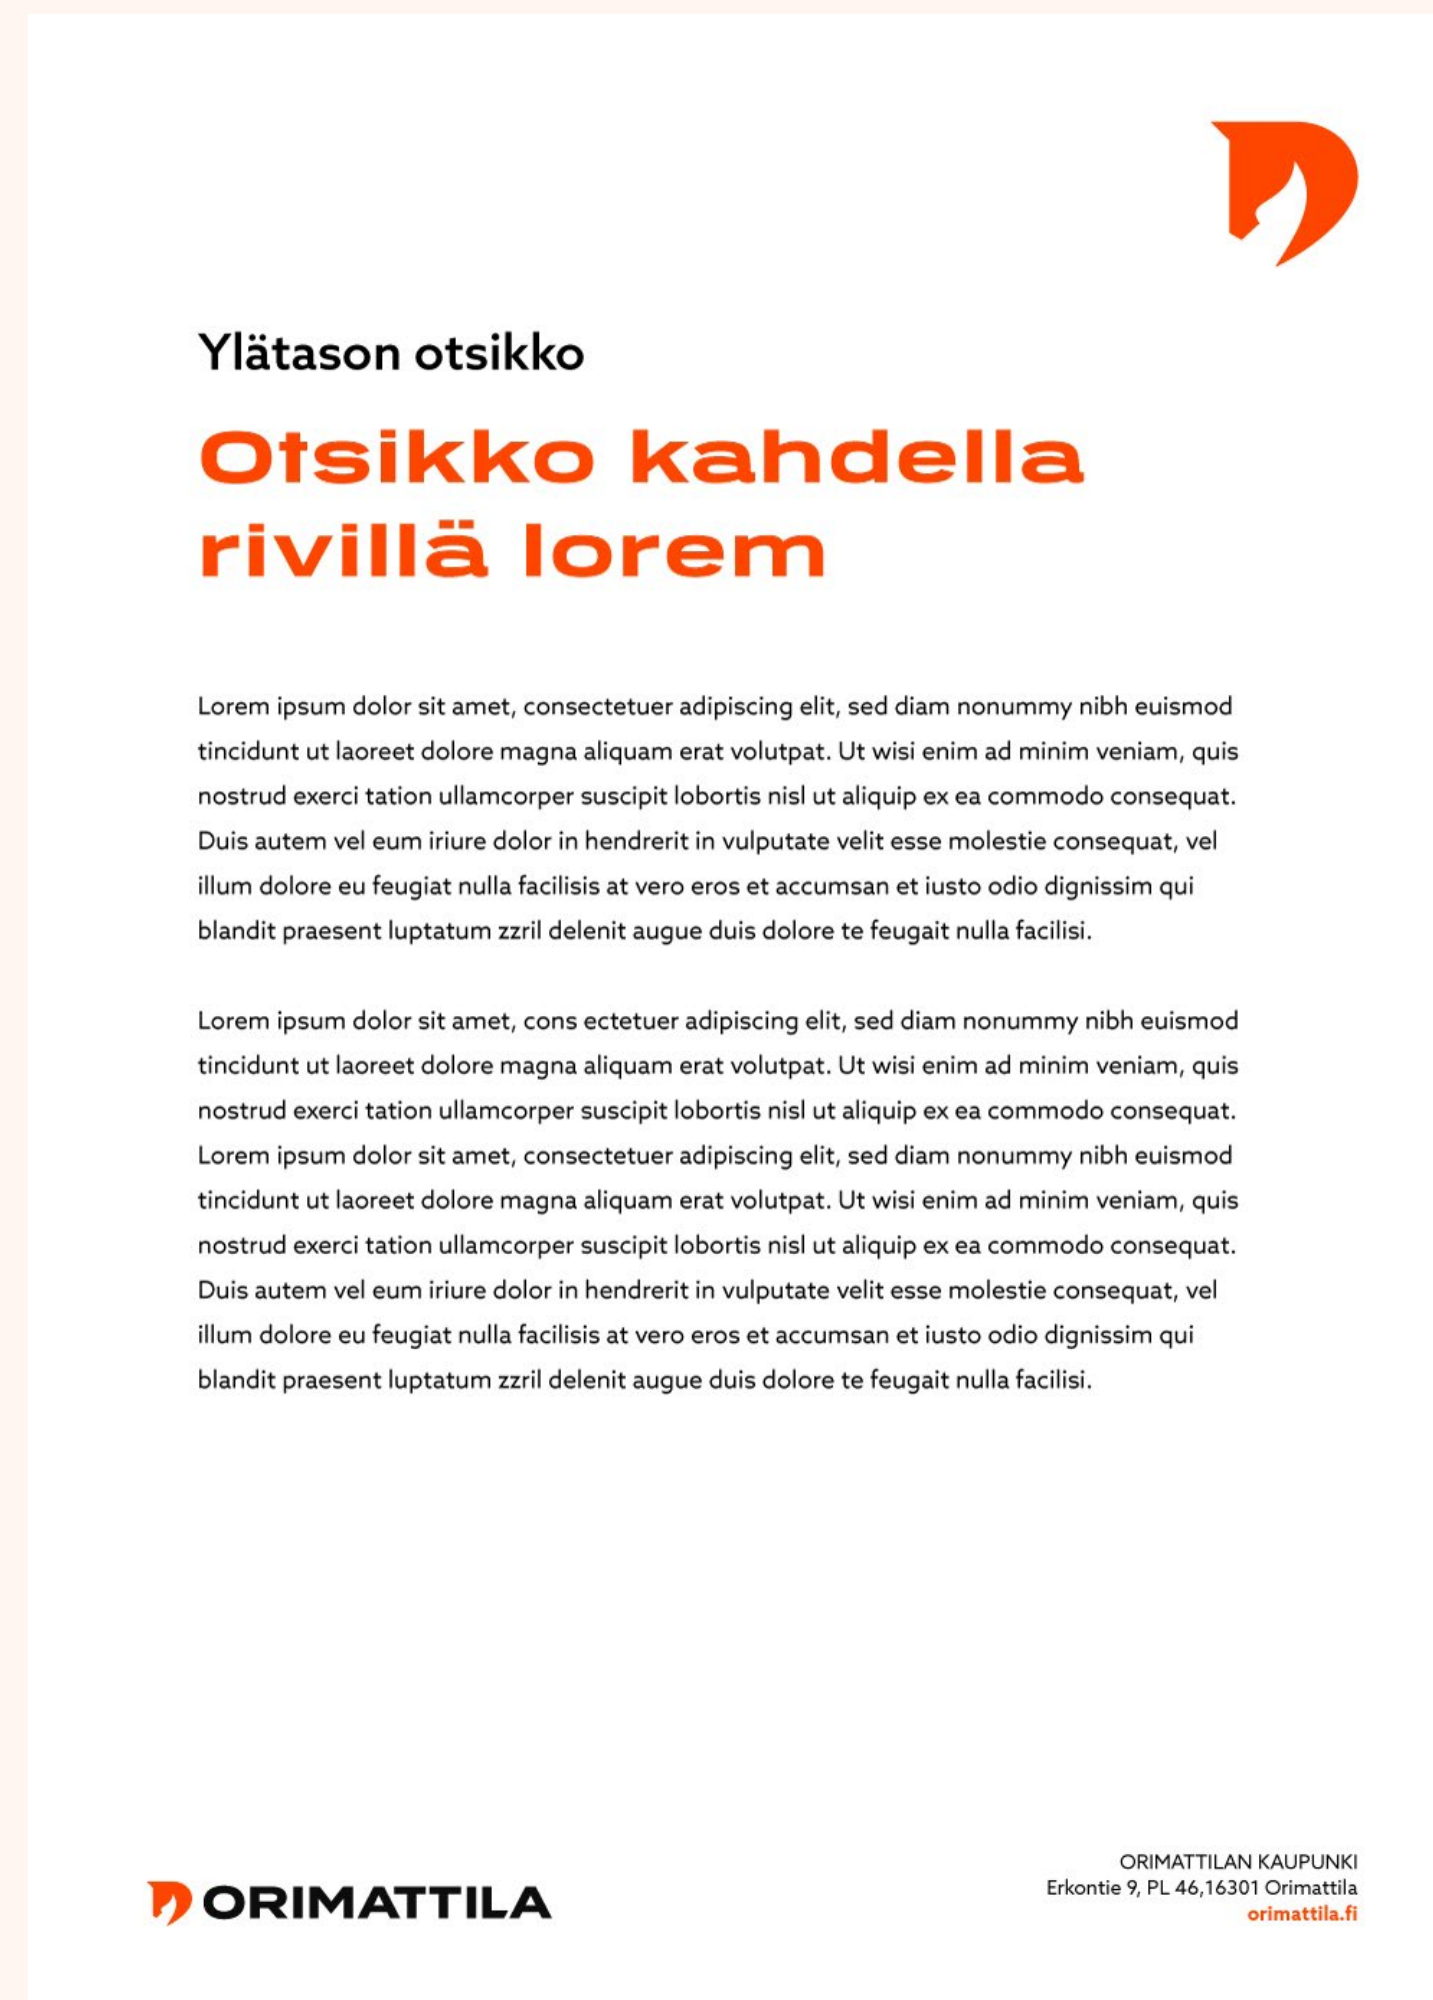 Ylätason otsikko
Otsikko kahdella
rivillä lorem
Lorem ipsum dolor sit amet, consectetuer adipiscing elit, sed diam nonummy nibh euismod
tincidunt ut laoreet dolore magna aliquam erat volutpat. Ut wisi enim ad minim veniam, quis
nostrud exerci tation ullamcorper suscipit lobortis nisl ut aliquip ex ea commodo consequat.
Duis autem vel eum iriure dolor in hendrerit in vulputate velit esse molestie consequat, vel
illum dolore eu feugiat nulla facilisis at vero eros et accumsan et iusto odio dignissim qui
blandit praesent luptatum zzril delenit augue duis dolore te feugait nulla facilisi.
Lorem ipsum dolor sit amet, cons ectetuer adipiscing elit, sed diam nonummy nibh euismod
tincidunt ut laoreet dolore magna aliquam erat volutpat. Ut wisi enim ad minim veniam, quis
nostrud exerci tation ullamcorper suscipit lobortis nisl ut aliquip ex ea commodo consequat.
Lorem ipsum dolor sit amet, consectetuer adipiscing elit, sed diam nonummy nibh euismod
tincidunt ut laoreet dolore magna aliquam erat volutpat. Ut wisi enim ad minim veniam, quis
nostrud exerci tation ullamcorper suscipit lobortis nisl ut aliquip ex ea commodo consequat.
Duis autem vel eum iriure dolor in hendrerit in vulputate velit esse molestie consequat, vel
illum dolore eu feugiat nulla facilisis at vero eros et accumsan et iusto odio dignissim qui
blandit praesent luptatum zzril delenit augue duis dolore te feugait nulla facilisi.
ORIMATTILA
ORIMATTILAN KAUPUNKI
Erkontie 9, PL 46,16301 Orimattila
orimattila.fi